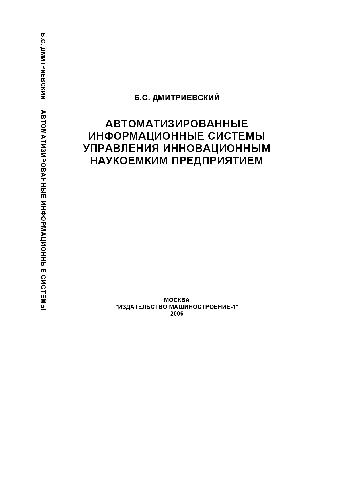 Б.С. ДМИТРИЕВСКИЙ АВТОМАТИЗИРОВАННЫЕ ИНФОРМАЦИОННЫЕ СИСТЕМЫ
Б.С. ДМИТРИЕВСКИЙ
АВТОМАТИЗИРОВАННЫЕ
ИНФОРМАЦИОННЫЕ СИСТЕМЫ
УПРАВЛЕНИЯ ИННОВАЦИОННЫМ
НАУКОЕМКИМ ПРЕДПРИЯТИЕМ
МОСКВА
"ИЗДАТЕЛЬСТВО МАШИНОСТРОЕНИЕ-1"
2006